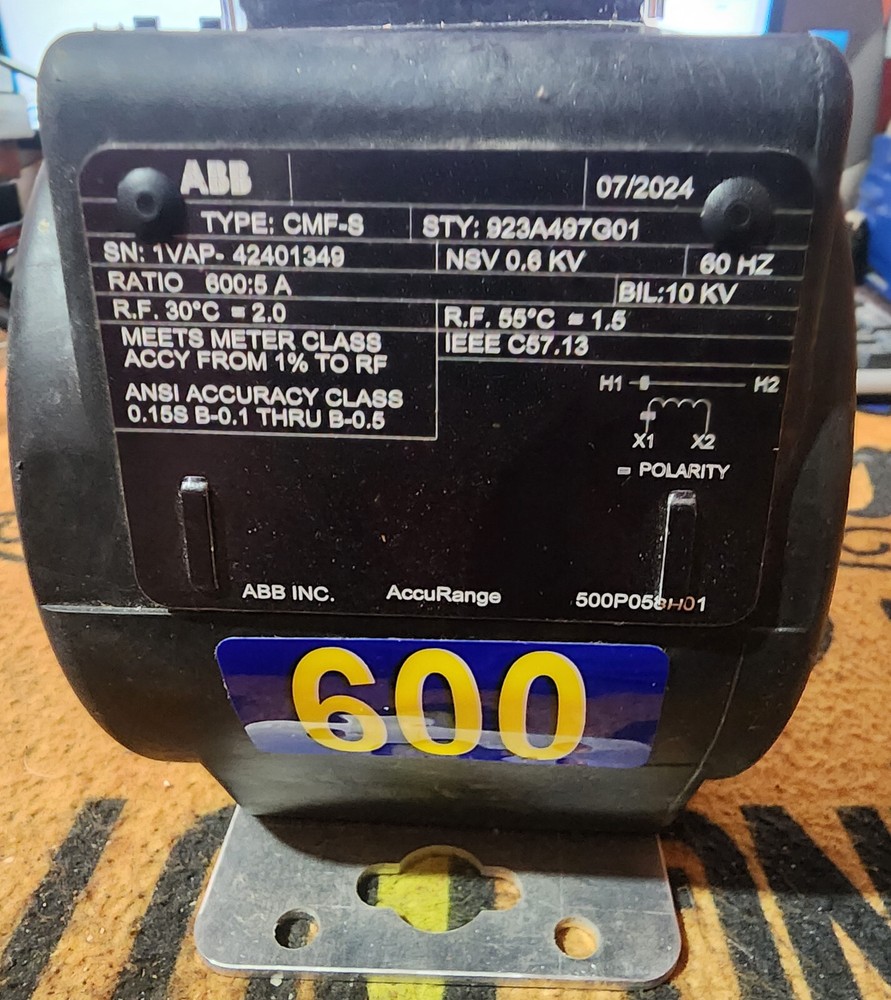 ABB
07/2024
TYPE: CMF-S STY: 923A497G01
SN: 1VAP- 42401349 NSV 0.6 KV 60 HZ
RATIO 600:5 A BIL:10 KV
R.F. 30°C = 2.0 R.F. 55°C = 1.5
MEETS METER CLASS IEEE C57.13
ACCY FROM 1% TO RF
ANSI ACCURACY CLASS
0.15S B-0.1 THRU B-0.5
H1 H2
X1 X2
= POLARITY
ABB INC. AccuRange 500P058H01
600